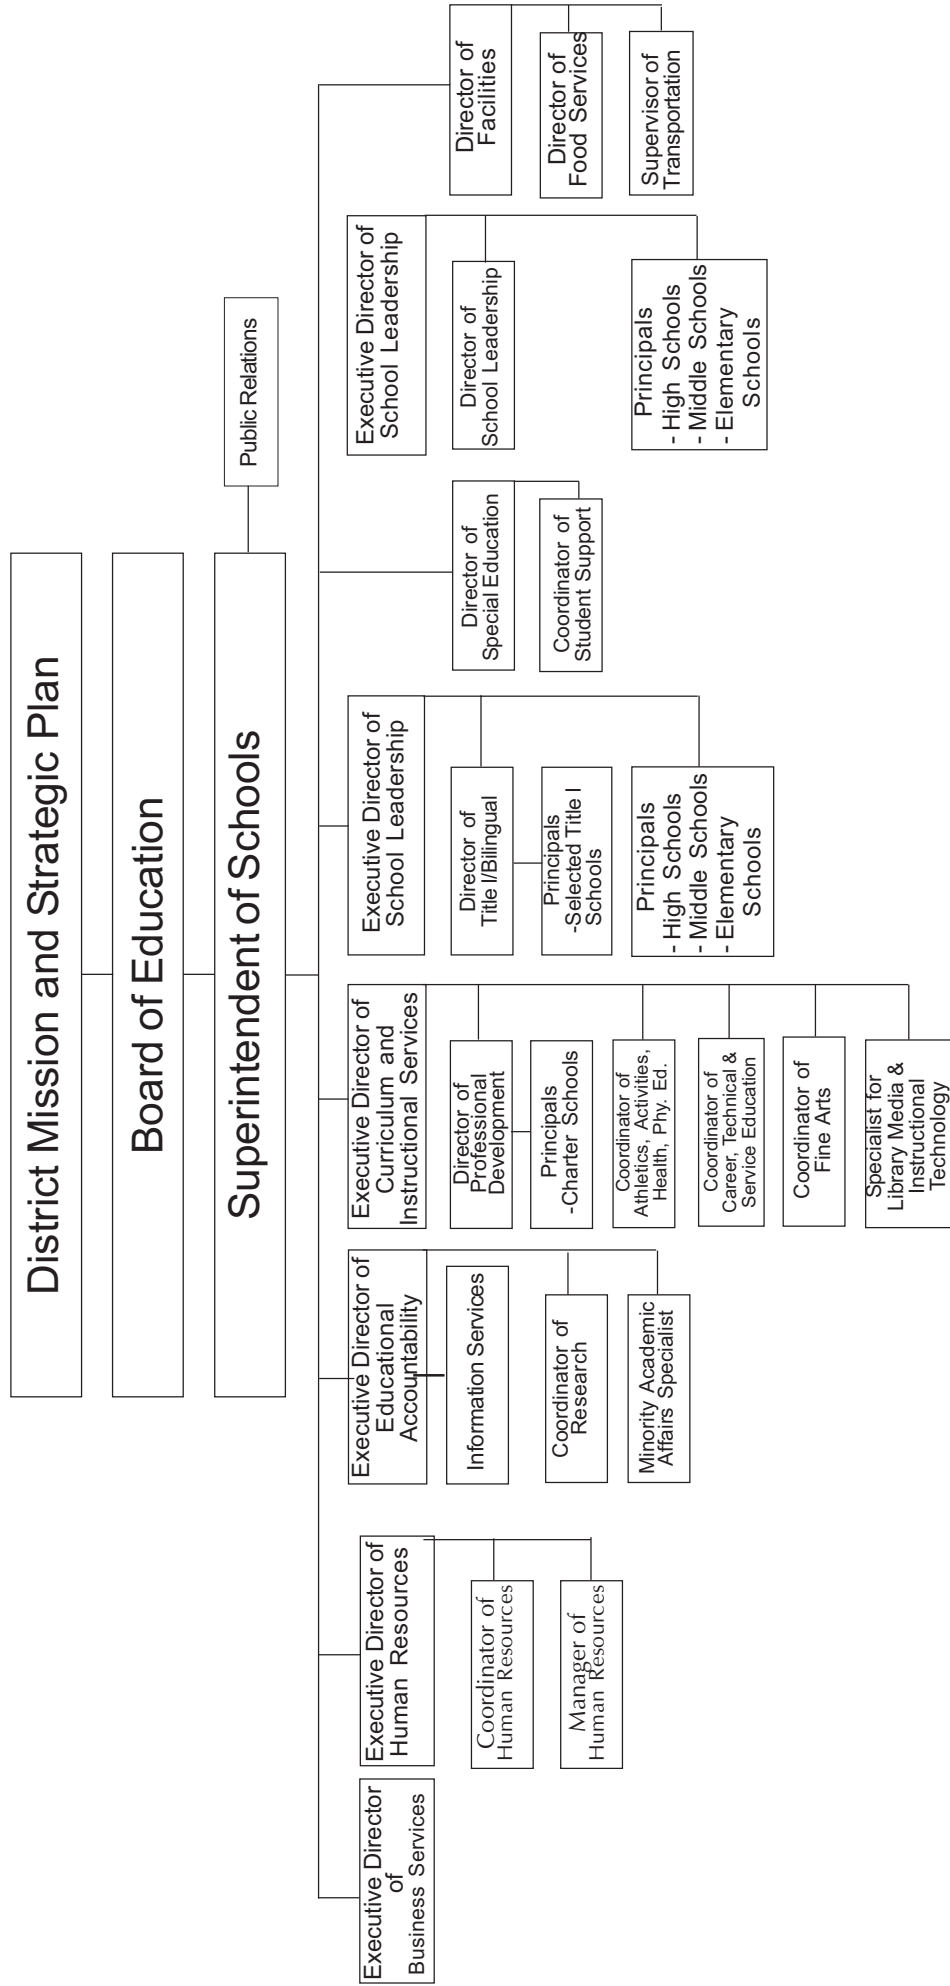 District Mission and Strategic Plan
Board of Education
Superintendent of Schools
Public Relations
Executive Director
of
Business Services
Executive Director of
Human Resources
Coordinator of
Human Resources
Manager of
Human Resources
Executive Director of
Educational
Accountability
Information Services
Coordinator of
Research
Minority Academic
Affairs Specialist
Executive Director of
Curriculum and
Instructional Services
Director of
Professional
Development
Principals
-Charter Schools
Coordinator of
Athletics, Activities,
Health, Phy. Ed.
Coordinator of
Career, Technical &
Service Education
Coordinator of
Fine Arts
Specialist for
Library Media &
Instructional
Technology
Executive Director of
School Leadership
Director of
Title I/Bilingual
Principals
-Selected Title I
Schools
Principals
- High Schools
- Middle Schools
- Elementary
Schools
Director of
Special Education
Coordinator of
Student Support
Executive Director of
School Leadership
Director of
School Leadership
Principals
- High Schools
- Middle Schools
- Elementary
Schools
Director of
Facilities
Director of
Food Services
Supervisor of
Transportation